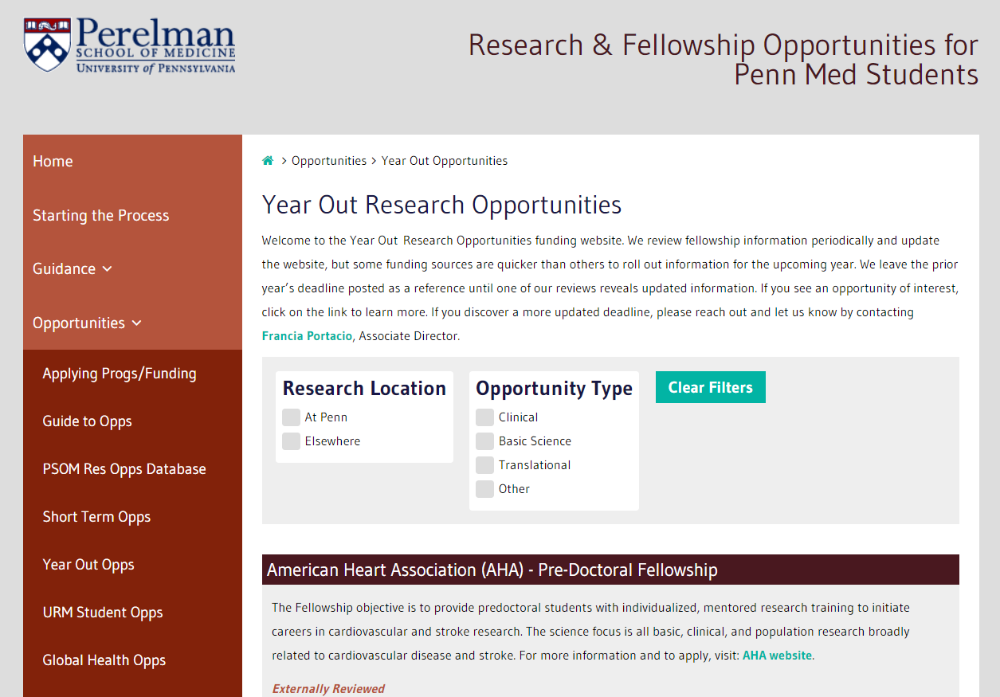 Perelman
SCHOOL OF MEDICINE
UNIVERSITY of PENNSYLVANIA
Research & Fellowship Opportunities for
Penn Med Students
Home
Starting the Process
Guidance
Opportunities
Applying Progs/Funding
Guide to Opps
PSOM Res Opps Database
Short Term Opps
Year Out Opps
URM Student Opps
Global Health Opps
> Opportunities > Year Out Opportunities
Year Out Research Opportunities
Welcome to the Year Out Research Opportunities funding website. We review fellowship information periodically and update
the website, but some funding sources are quicker than others to roll out information for the upcoming year. We leave the prior
year’s deadline posted as a reference until one of our reviews reveals updated information. If you see an opportunity of interest,
click on the link to learn more. If you discover a more updated deadline, please reach out and let us know by contacting
Francia Portacio, Associate Director.
Research Location
At Penn
Elsewhere
Opportunity Type
Clinical
Basic Science
Translational
Other
Clear Filters
American Heart Association (AHA) - Pre-Doctoral Fellowship
The Fellowship objective is to provide predoctoral students with individualized, mentored research training to initiate
careers in cardiovascular and stroke research. The science focus is all basic, clinical, and population research broadly
related to cardiovascular disease and stroke. For more information and to apply, visit: AHA website.
Externally Reviewed